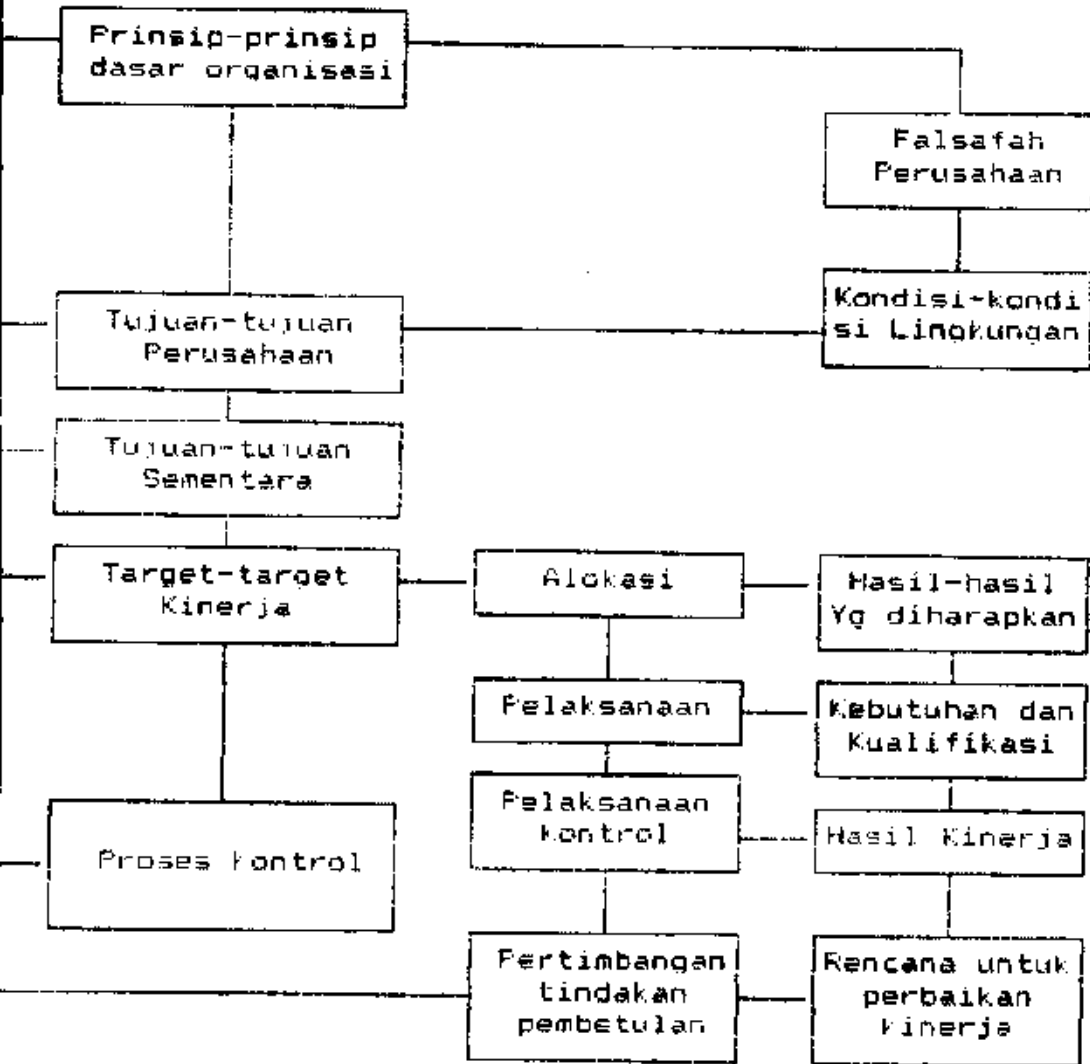 Prinsip-prinsip
dasar organisasi
Falsafah
Perusahaan
Tujuan-tujuan
Perusahaan
Kondisi-kondi
si Lingkungan
Tujuan-tujuan
Sementara
Target-target
Kinerja
Alokasi
Hasil-hasil
Yg diharapkan
Pelaksanaan
Kebutuhan dan
Kualifikasi
Pelaksanaan
kontrol
Hasil Kinerja
Proses kontrol
Pertimbangan
tindakan
pembetulan
Rencana untuk
perbaikan
kinerja